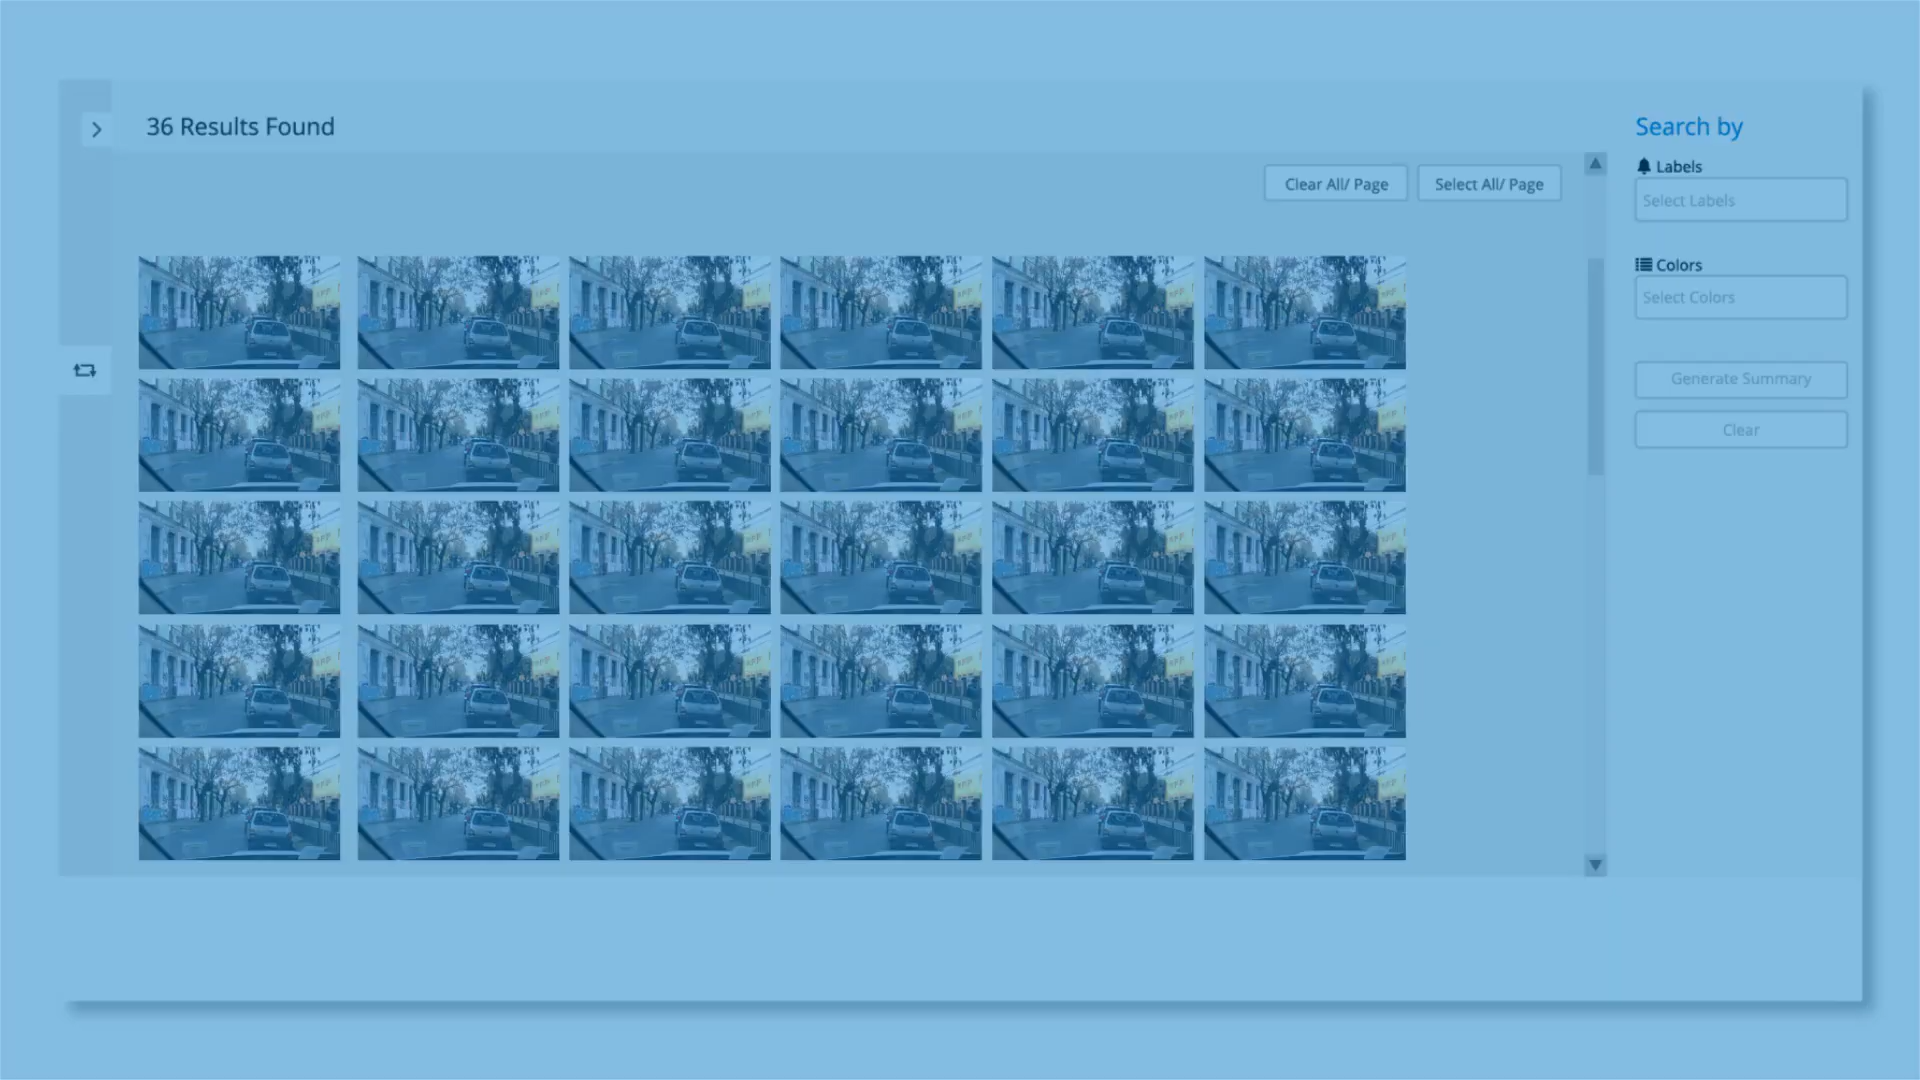 36 Results Found
Clear All/ Page
Select All/ Page
Search by
Labels
Select Labels
Colors
Select Colors
Generate Summary
Clear